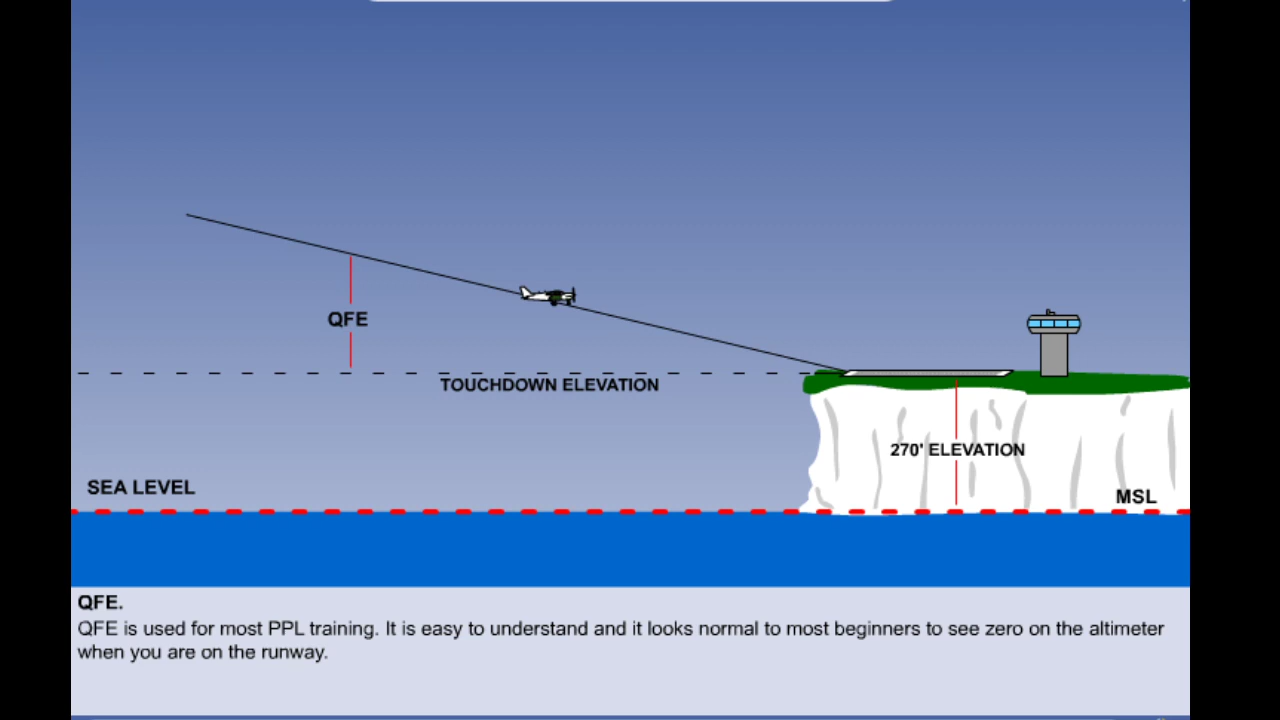 QFE
TOUCHDOWN ELEVATION
270' ELEVATION
SEA LEVEL
MSL
QFE.
QFE is used for most PPL training. It is easy to understand and it looks normal to most beginners to see zero on the altimeter
when you are on the runway.